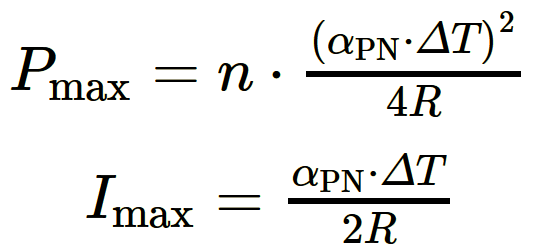 P_max = n · (α_PN · ΔT)² / 4R
I_max = α_PN · ΔT / 2R